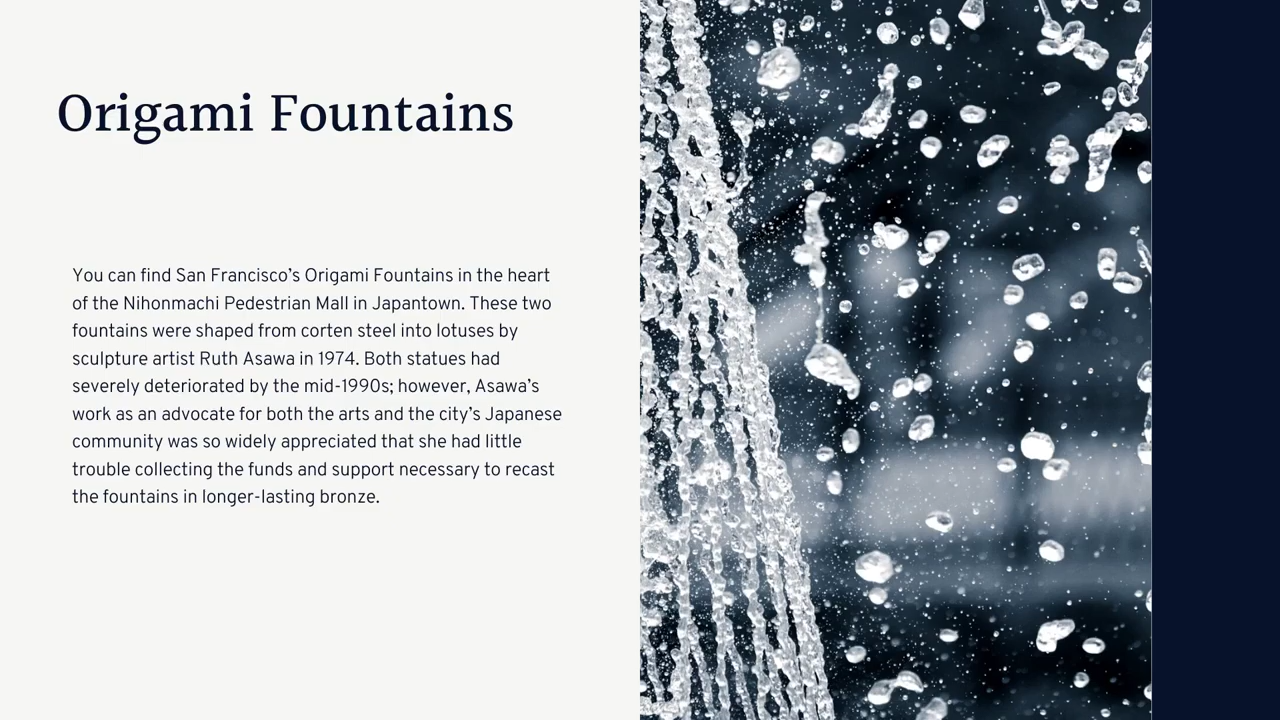 Origami Fountains
You can find San Francisco’s Origami Fountains in the heart
of the Nihonmachi Pedestrian Mall in Japantown. These two
fountains were shaped from corten steel into lotuses by
sculpture artist Ruth Asawa in 1974. Both statues had
severely deteriorated by the mid-1990s; however, Asawa’s
work as an advocate for both the arts and the city’s Japanese
community was so widely appreciated that she had little
trouble collecting the funds and support necessary to recast
the fountains in longer-lasting bronze.